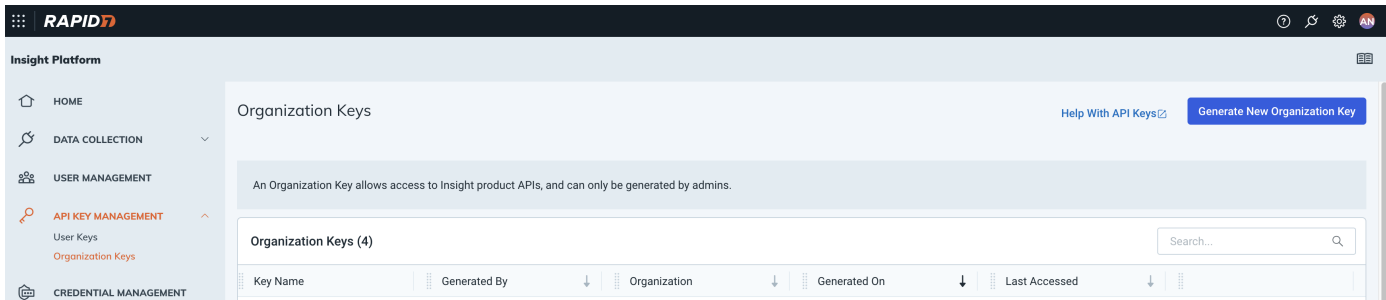 RAPID7
AN
Insight Platform
HOME
Organization Keys
Help With API Keys
Generate New Organization Key
DATA COLLECTION
USER MANAGEMENT
An Organization Key allows access to Insight product APIs, and can only be generated by admins.
API KEY MANAGEMENT
User Keys
Organization Keys
Organization Keys (4)
Search...
Key Name
Generated By
Organization
Generated On
Last Accessed
CREDENTIAL MANAGEMENT